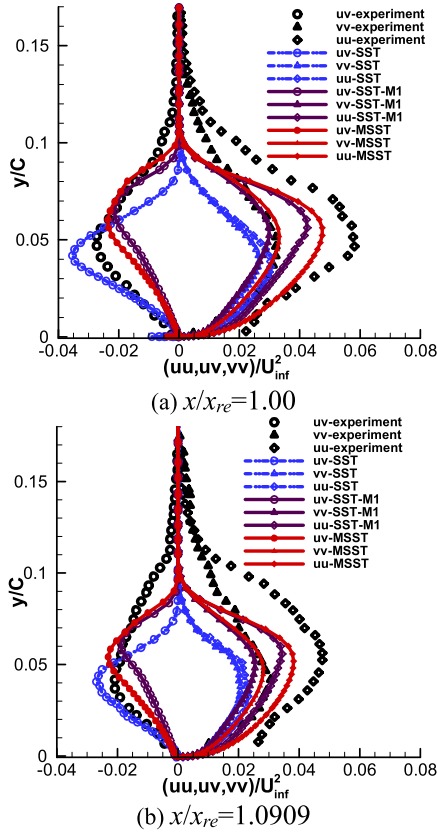 0.15
0.1
0.05
0
y/C
uv-experiment
vv-experiment
uu-experiment
uv-SST
vv-SST
uu-SST
uv-SST-M1
vv-SST-M1
uu-SST-M1
uv-MSST
vv-MSST
uu-MSST
-0.04 -0.02 0 0.02 0.04 0.06 0.08
(uu,uv,vv)/U²inf
(a) x/xre=1.00
0.15
0.1
0.05
0
y/C
uv-experiment
vv-experiment
uu-experiment
uv-SST
vv-SST
uu-SST
uv-SST-M1
vv-SST-M1
uu-SST-M1
uv-MSST
vv-MSST
uu-MSST
-0.04 -0.02 0 0.02 0.04 0.06 0.08
(uu,uv,vv)/U²inf
(b) x/xre=1.0909